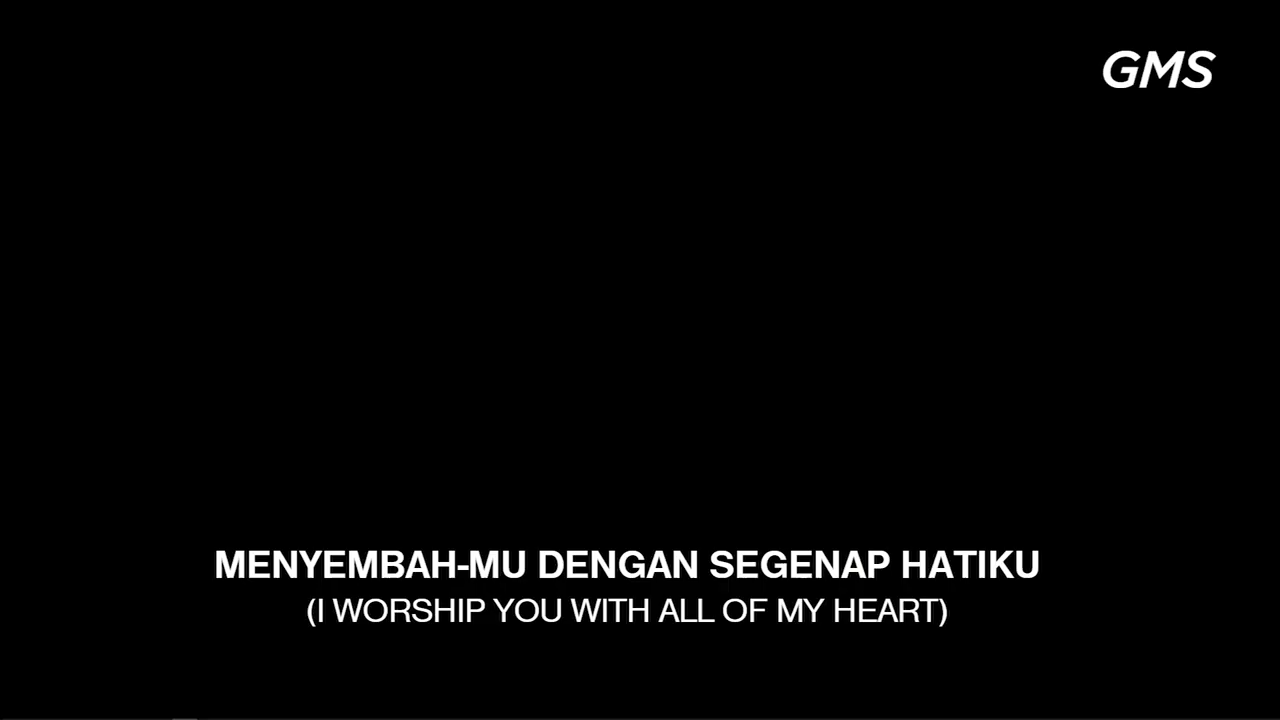 GMS
MENYEMBAH-MU DENGAN SEGENAP HATIKU
(I WORSHIP YOU WITH ALL OF MY HEART)